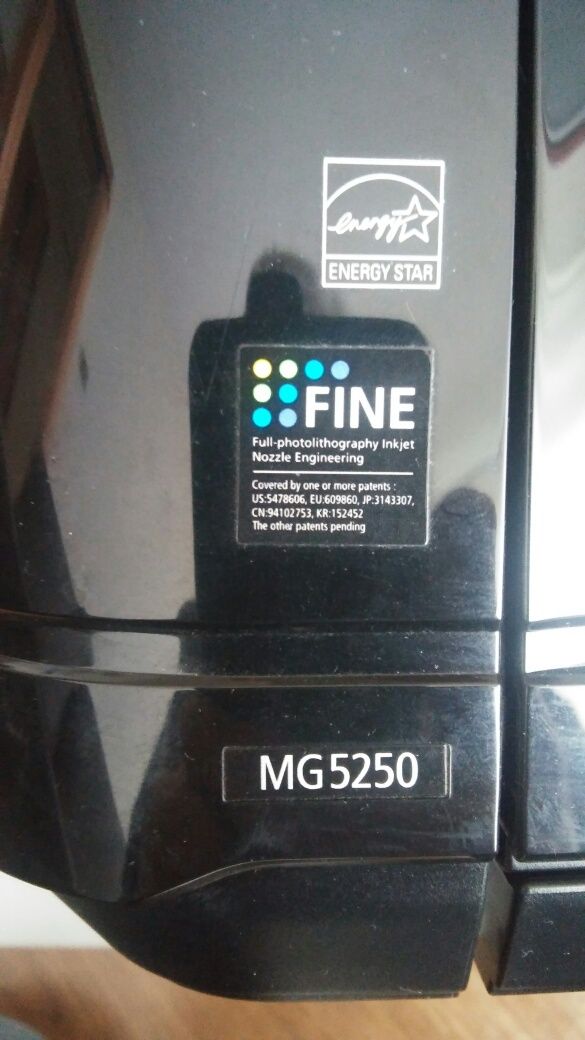 energy
ENERGY STAR
FINE
Full-photolithography Inkjet
Nozzle Engineering
Covered by one or more patents :
US:5478606, EU:609860, JP:3143307,
CN:94102753, KR:152452
The other patents pending
MG5250